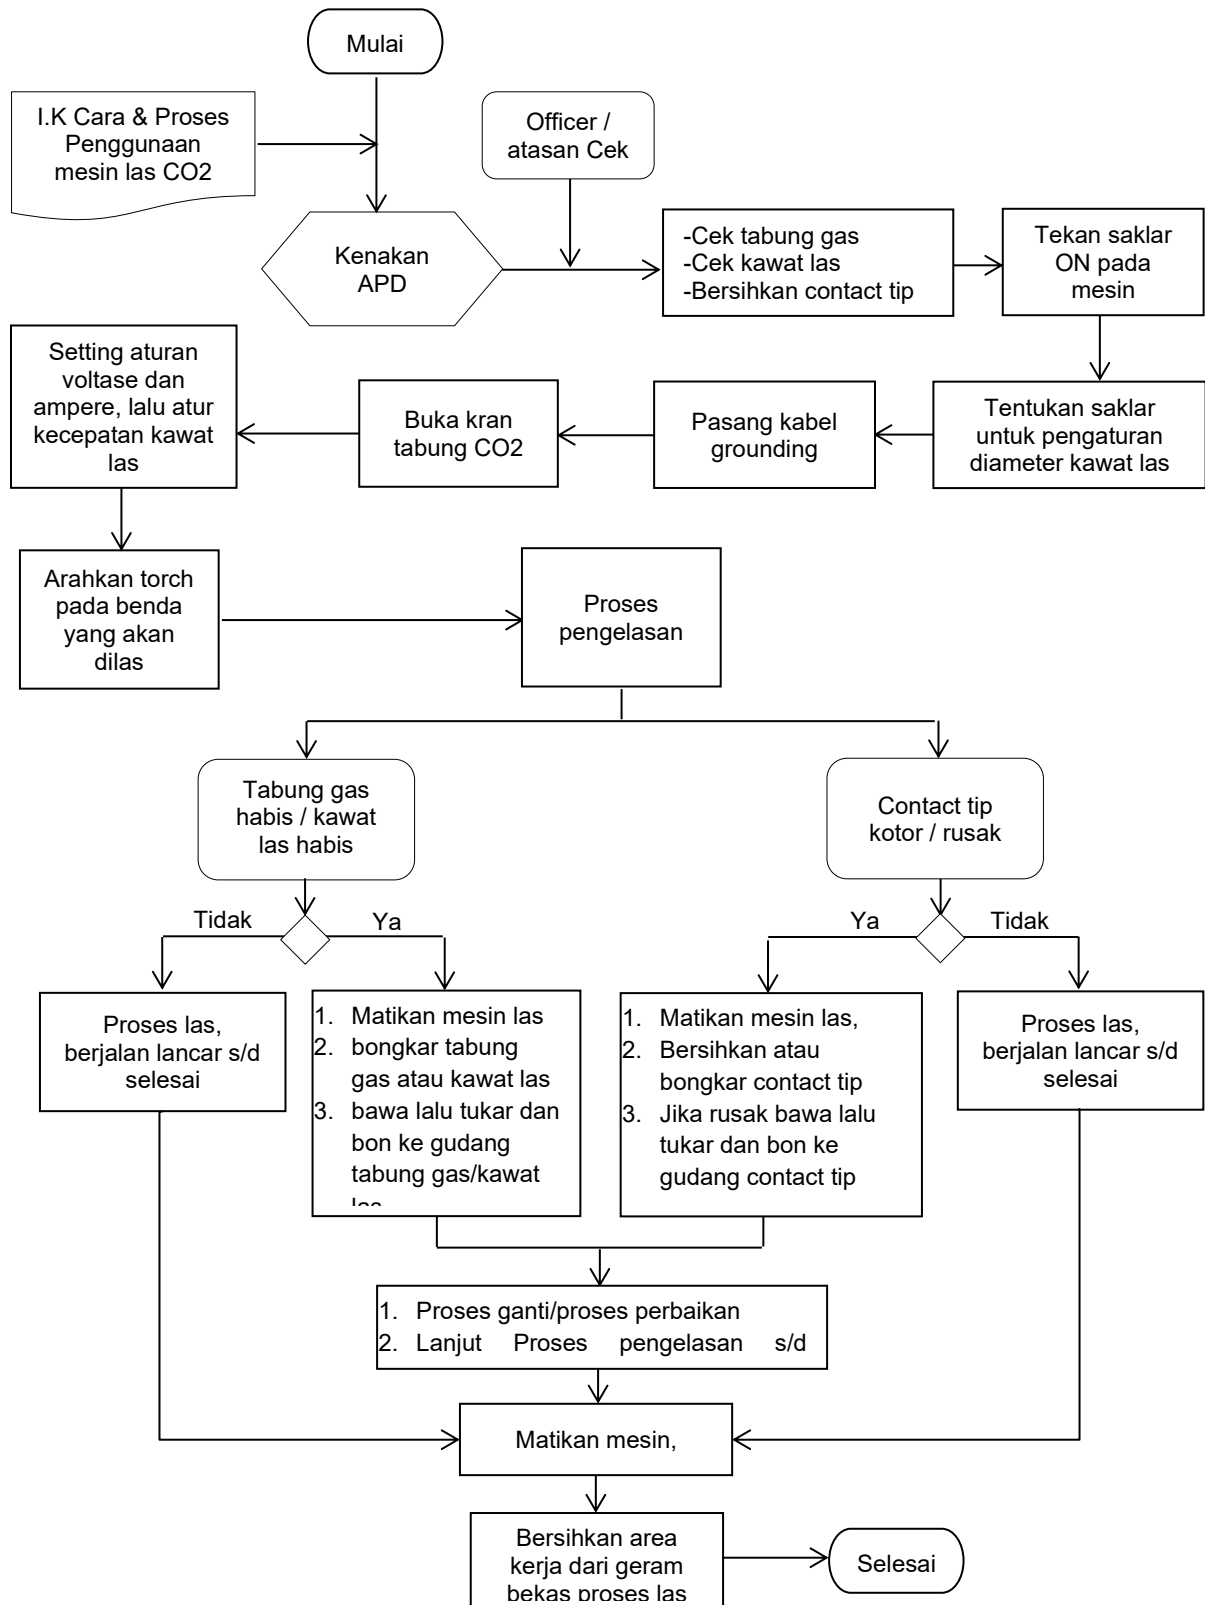 Mulai
I.K Cara & Proses
Penggunaan
mesin las CO2
Officer /
atasan Cek
Kenakan
APD
-Cek tabung gas
-Cek kawat las
-Bersihkan contact tip
Tekan saklar
ON pada
mesin
Tentukan saklar
untuk pengaturan
diameter kawat las
Pasang kabel
grounding
Buka kran
tabung CO2
Setting aturan
voltase dan
ampere, lalu atur
kecepatan kawat
las
Arahkan torch
pada benda
yang akan
dilas
Proses
pengelasan
Tabung gas
habis / kawat
las habis
Contact tip
kotor / rusak
Tidak
Ya
Ya
Tidak
Proses las,
berjalan lancar s/d
selesai
1. Matikan mesin las
2. bongkar tabung
gas atau kawat las
3. bawa lalu tukar dan
bon ke gudang
tabung gas/kawat
las
1. Matikan mesin las,
2. Bersihkan atau
bongkar contact tip
3. Jika rusak bawa lalu
tukar dan bon ke
gudang contact tip
Proses las,
berjalan lancar s/d
selesai
1. Proses ganti/proses perbaikan
2. Lanjut Proses pengelasan s/d
Matikan mesin,
Bersihkan area
kerja dari geram
bekas proses las
Selesai